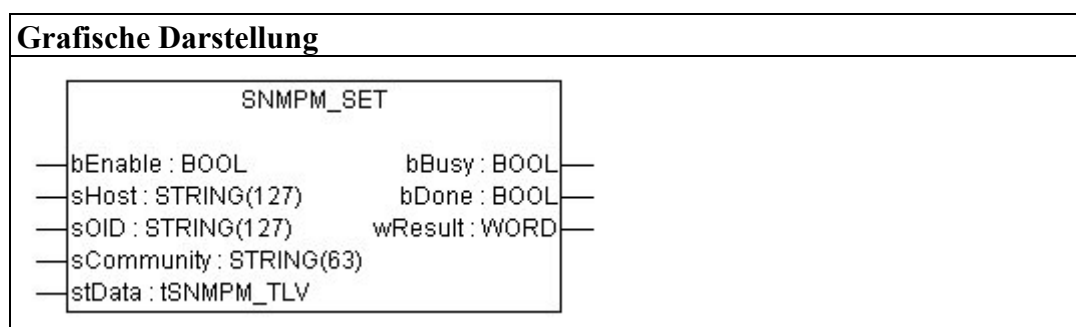 Grafische Darstellung
SNMPM_SET
bEnable : BOOL bBusy : BOOL
sHost : STRING(127) bDone : BOOL
sOID : STRING(127) wResult : WORD
sCommunity : STRING(63)
stData : tSNMPM_TLV